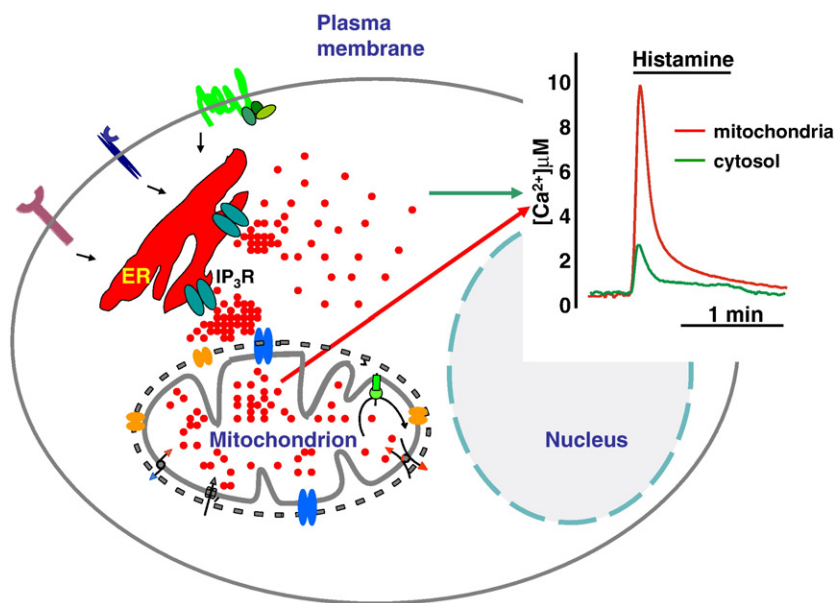 Plasma
membrane
Histamine
10
8
6
4
2
0
[Ca²⁺]µM
mitochondria
cytosol
1 min
ER
IP₃R
Mitochondrion
Nucleus